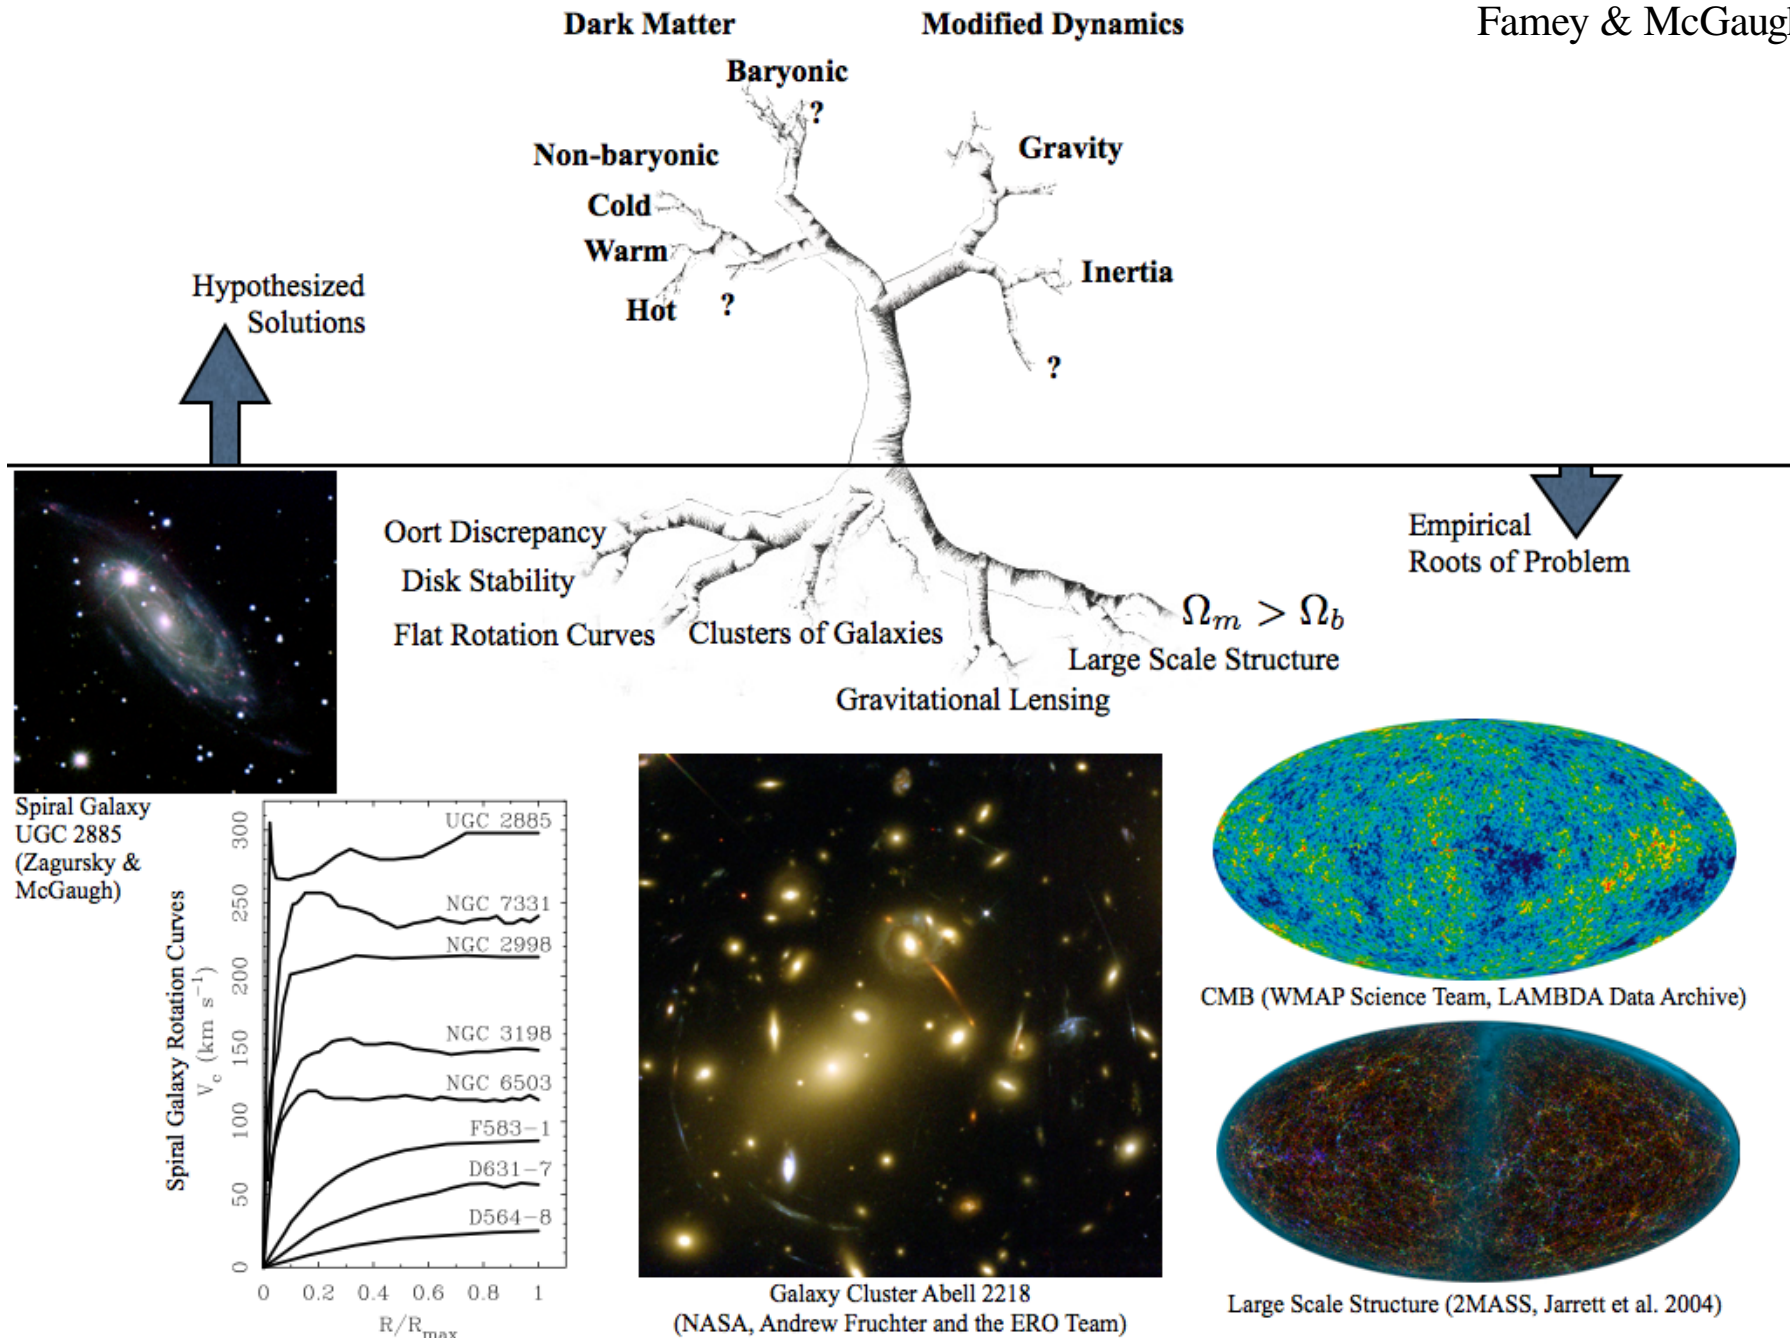 Dark Matter
Modified Dynamics
Famey & McGaugh
Baryonic
?
Non-baryonic
Cold
Warm
Hot
?
Gravity
Inertia
?
Hypothesized
Solutions
Empirical
Roots of Problem
Oort Discrepancy
Disk Stability
Flat Rotation Curves
Clusters of Galaxies
Gravitational Lensing
Ωm > Ωb
Large Scale Structure
Spiral Galaxy
UGC 2885
(Zagursky &
McGaugh)
Spiral Galaxy Rotation Curves
V_c (km s⁻¹)
300
250
200
150
100
50
0
UGC 2885
NGC 7331
NGC 2998
NGC 3198
NGC 6503
F583-1
D631-7
D564-8
0 0.2 0.4 0.6 0.8 1
R/R_max
Galaxy Cluster Abell 2218
(NASA, Andrew Fruchter and the ERO Team)
CMB (WMAP Science Team, LAMBDA Data Archive)
Large Scale Structure (2MASS, Jarrett et al. 2004)